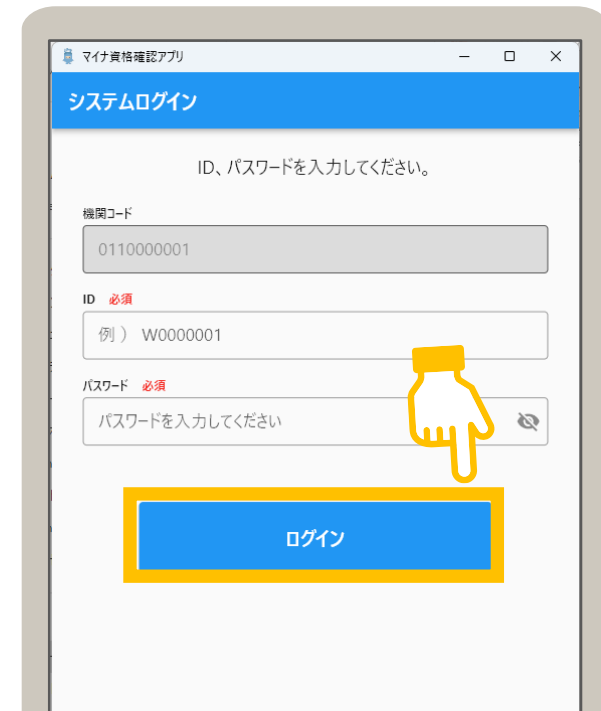 マイナ資格確認アプリ
システムログイン
ID、パスワードを入力してください。
機関コード
0110000001
ID 必須
例） W0000001
パスワード 必須
パスワードを入力してください
ログイン